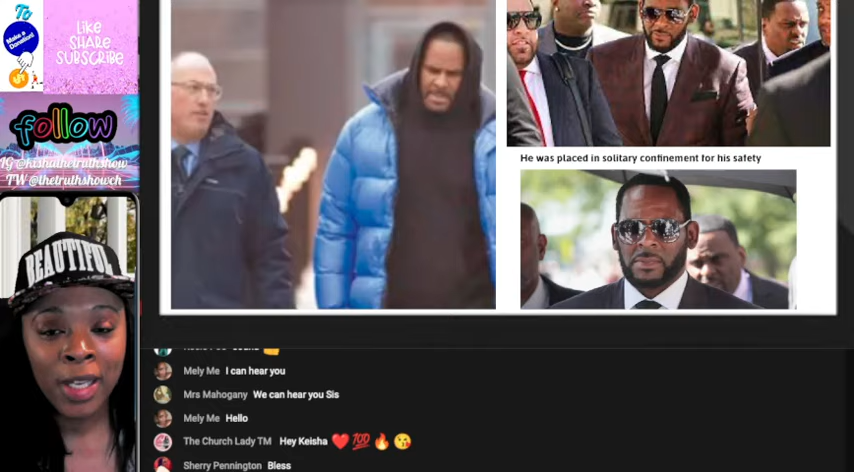 To
Make a
Donation!
LIKE
SHARE
SUBSCRIBE
follow
IG @kishathetruthshow
TW @thetruthshowch
BEAUTIFUL
He was placed in solitary confinement for his safety
Mely Me I can hear you
Mrs Mahogany We can hear you Sis
Mely Me Hello
The Church Lady TM Hey Keisha ❤️ 💯 🔥 😘
Sherry Pennington Bless